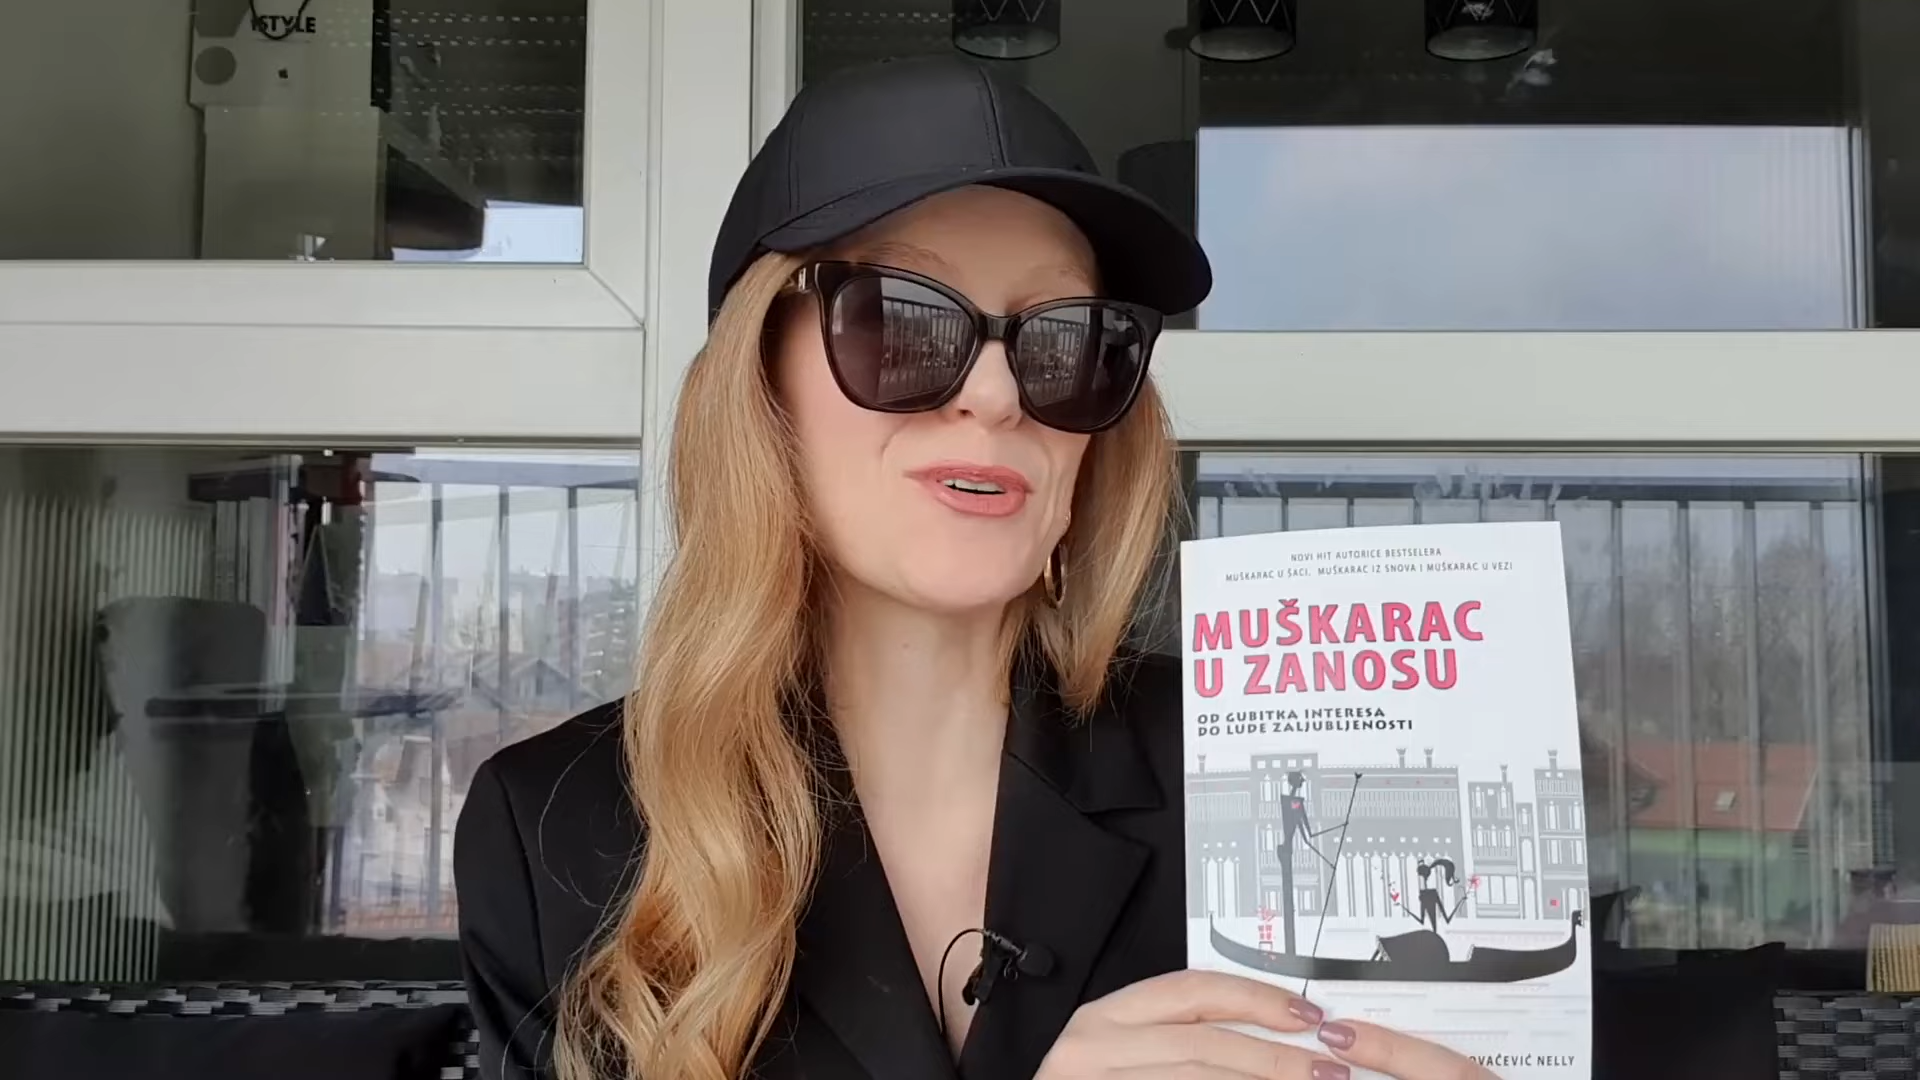 iSTYLE
NOVI HIT AUTORICE BESTSELERA
MUŠKARAC U ŠACI, MUŠKARAC IZ SNOVA I MUŠKARAC U VEZI
MUŠKARAC
U ZANOSU
OD GUBITKA INTERESA
DO LUDE ZALJUBLJENOSTI
OVAČEVIĆ NELLY